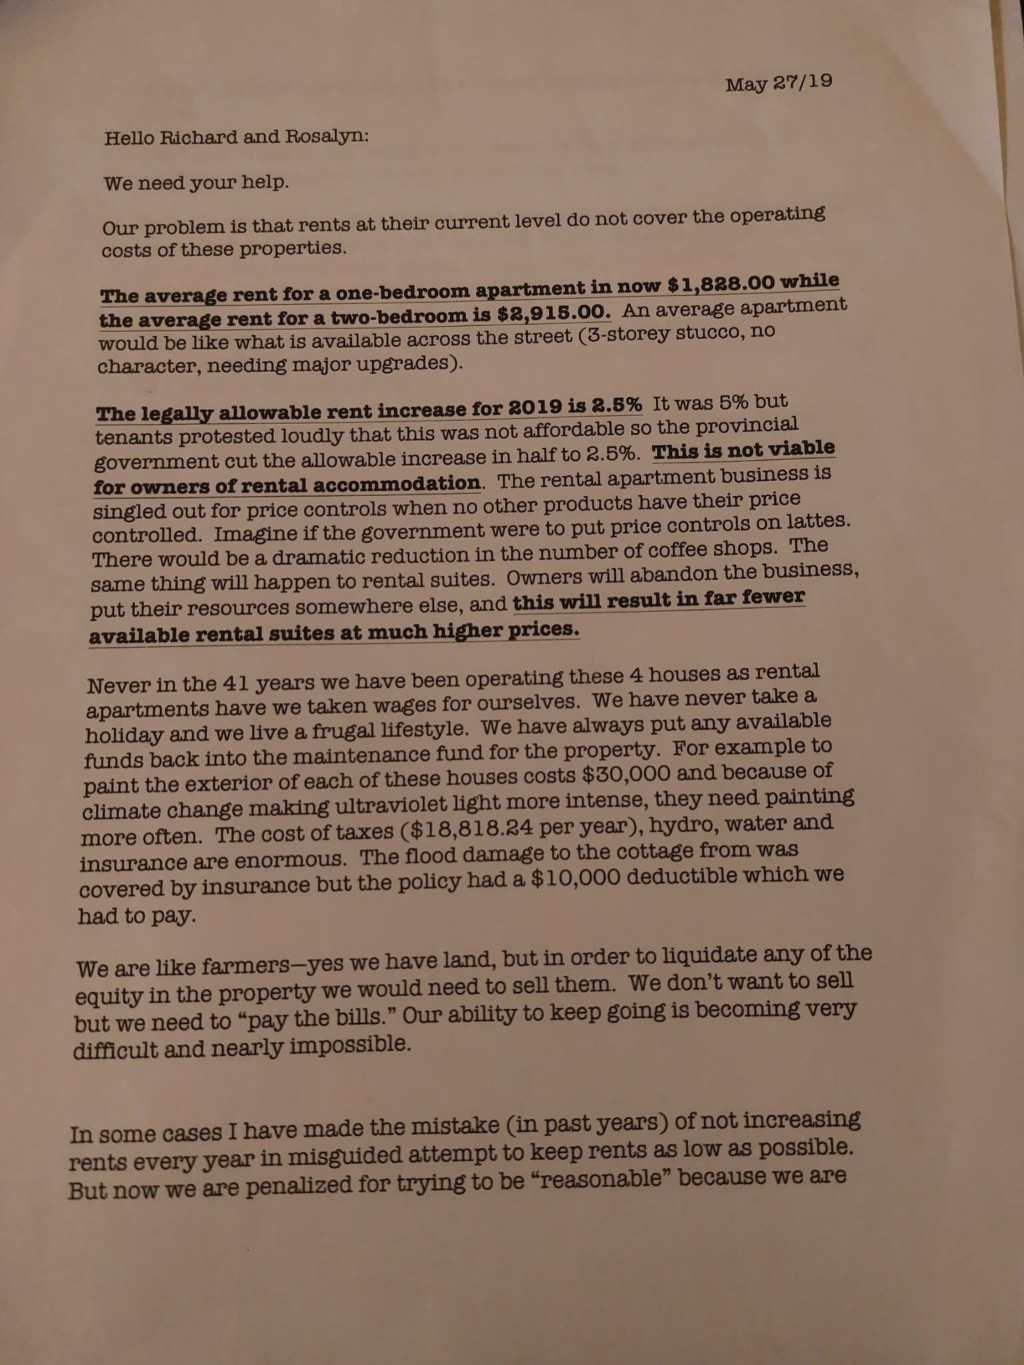 May 27/19
Hello Richard and Rosalyn:
We need your help.
Our problem is that rents at their current level do not cover the operating
costs of these properties.
The average rent for a one-bedroom apartment in now $1,828.00 while
the average rent for a two-bedroom is $2,915.00. An average apartment
would be like what is available across the street (3-storey stucco, no
character, needing major upgrades).
The legally allowable rent increase for 2019 is 2.5% It was 5% but
tenants protested loudly that this was not affordable so the provincial
government cut the allowable increase in half to 2.5%. This is not viable
for owners of rental accommodation. The rental apartment business is
singled out for price controls when no other products have their price
controlled. Imagine if the government were to put price controls on lattes.
There would be a dramatic reduction in the number of coffee shops. The
same thing will happen to rental suites. Owners will abandon the business,
put their resources somewhere else, and this will result in far fewer
available rental suites at much higher prices.
Never in the 41 years we have been operating these 4 houses as rental
apartments have we taken wages for ourselves. We have never take a
holiday and we live a frugal lifestyle. We have always put any available
funds back into the maintenance fund for the property. For example to
paint the exterior of each of these houses costs $30,000 and because of
climate change making ultraviolet light more intense, they need painting
more often. The cost of taxes ($18,818.24 per year), hydro, water and
insurance are enormous. The flood damage to the cottage from was
covered by insurance but the policy had a $10,000 deductible which we
had to pay.
We are like farmers—yes we have land, but in order to liquidate any of the
equity in the property we would need to sell them. We don't want to sell
but we need to “pay the bills.” Our ability to keep going is becoming very
difficult and nearly impossible.
In some cases I have made the mistake (in past years) of not increasing
rents every year in misguided attempt to keep rents as low as possible.
But now we are penalized for trying to be “reasonable” because we are